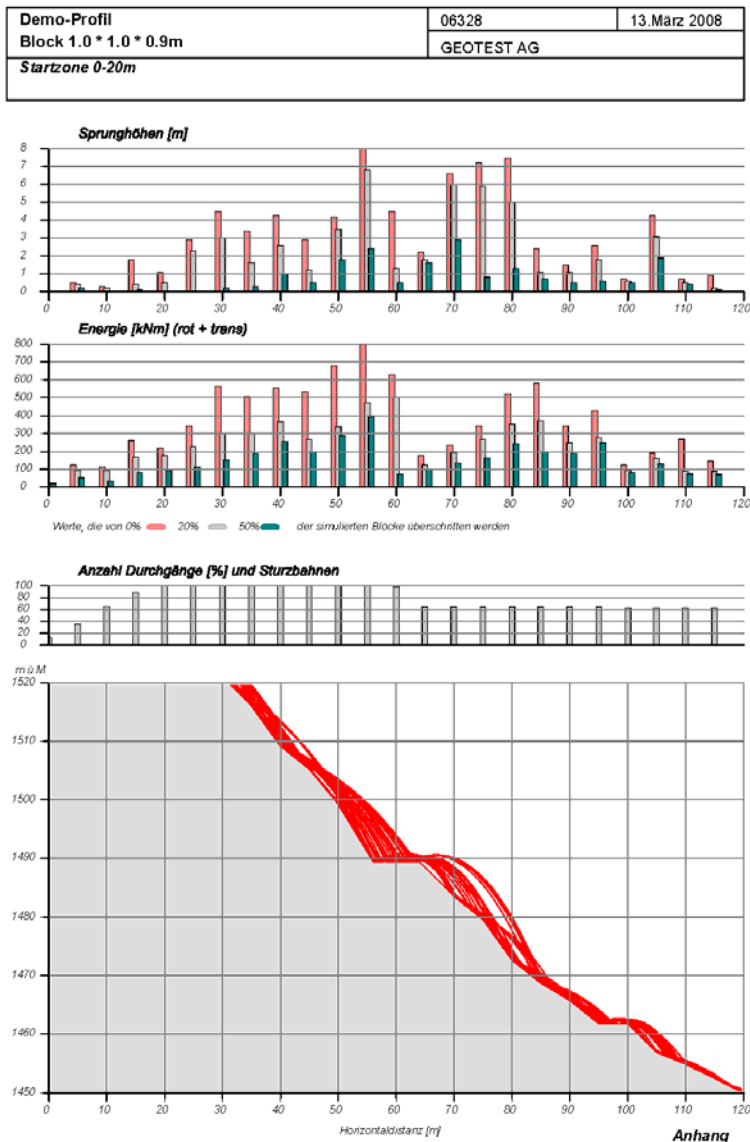 Demo-Profil
Block 1.0 * 1.0 * 0.9m
06328
13.März 2008
GEOTEST AG
Startzone 0-20m
Sprunghöhen [m]
8
7
6
5
4
3
2
1
0
0 10 20 30 40 50 60 70 80 90 100 110 120
Energie [kNm] (rot + trans)
800
700
600
500
400
300
200
100
0
0 10 20 30 40 50 60 70 80 90 100 110 120
Werte, die von 0% 20% 50% der simulierten Blöcke überschritten werden
Anzahl Durchgänge [%] und Sturzbahnen
100
80
60
40
20
0
m ü.M.
1520
1510
1500
1490
1480
1470
1460
1450
0 10 20 30 40 50 60 70 80 90 100 110 120
Horizontaldistanz [m]
Anhang